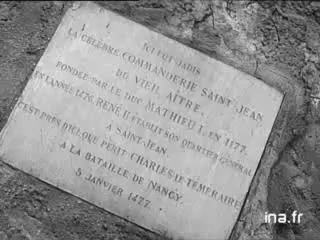 ICI FUT JADIS
LA CÉLÈBRE COMMANDERIE SAINT-JEAN
DU VIEIL AÎTRE,
FONDÉE PAR LE DUC MATHIEU I. EN 1177.
EN L'ANNÉE 1476, RENÉ II ÉTABLIT SON QUARTIER GÉNÉRAL
A SAINT-JEAN.
C'EST PRÈS D'ICI QUE PÉRIT CHARLES LE TÉMÉRAIRE
A LA BATAILLE DE NANCY
5 JANVIER 1477.
ina.fr